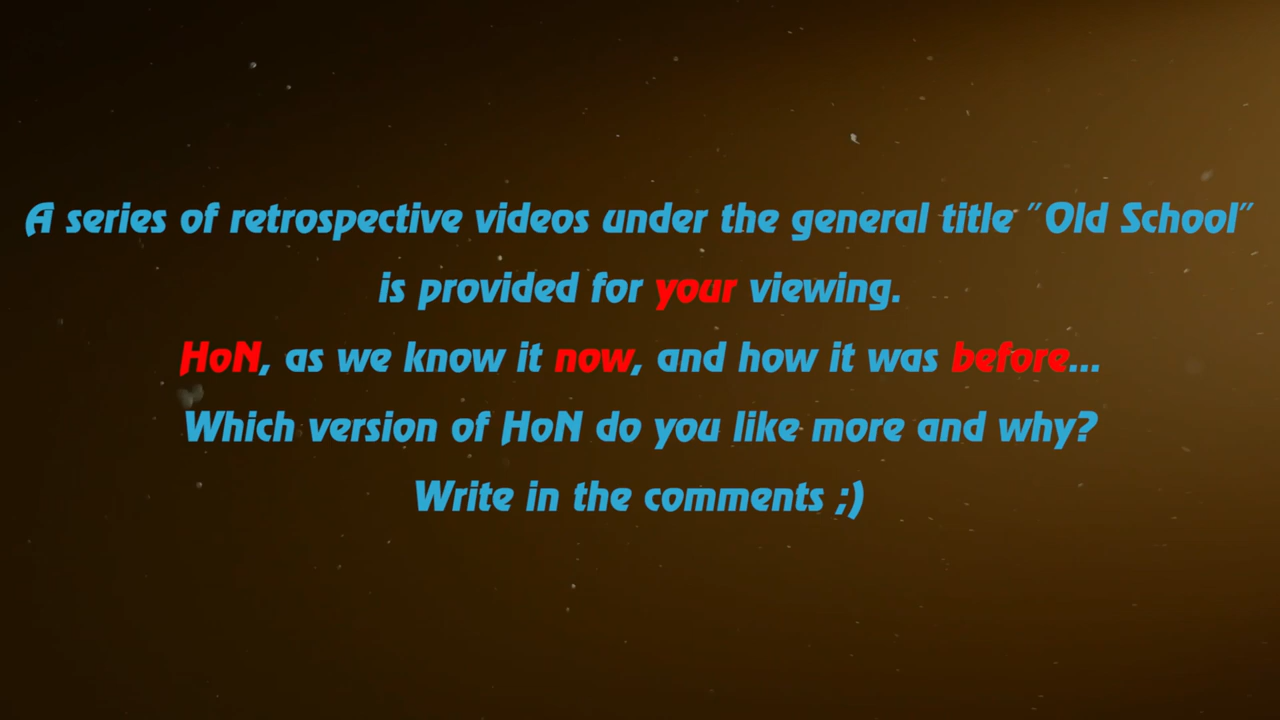 A series of retrospective videos under the general title "Old School"
is provided for your viewing.
HoN, as we know it now, and how it was before...
Which version of HoN do you like more and why?
Write in the comments ;)